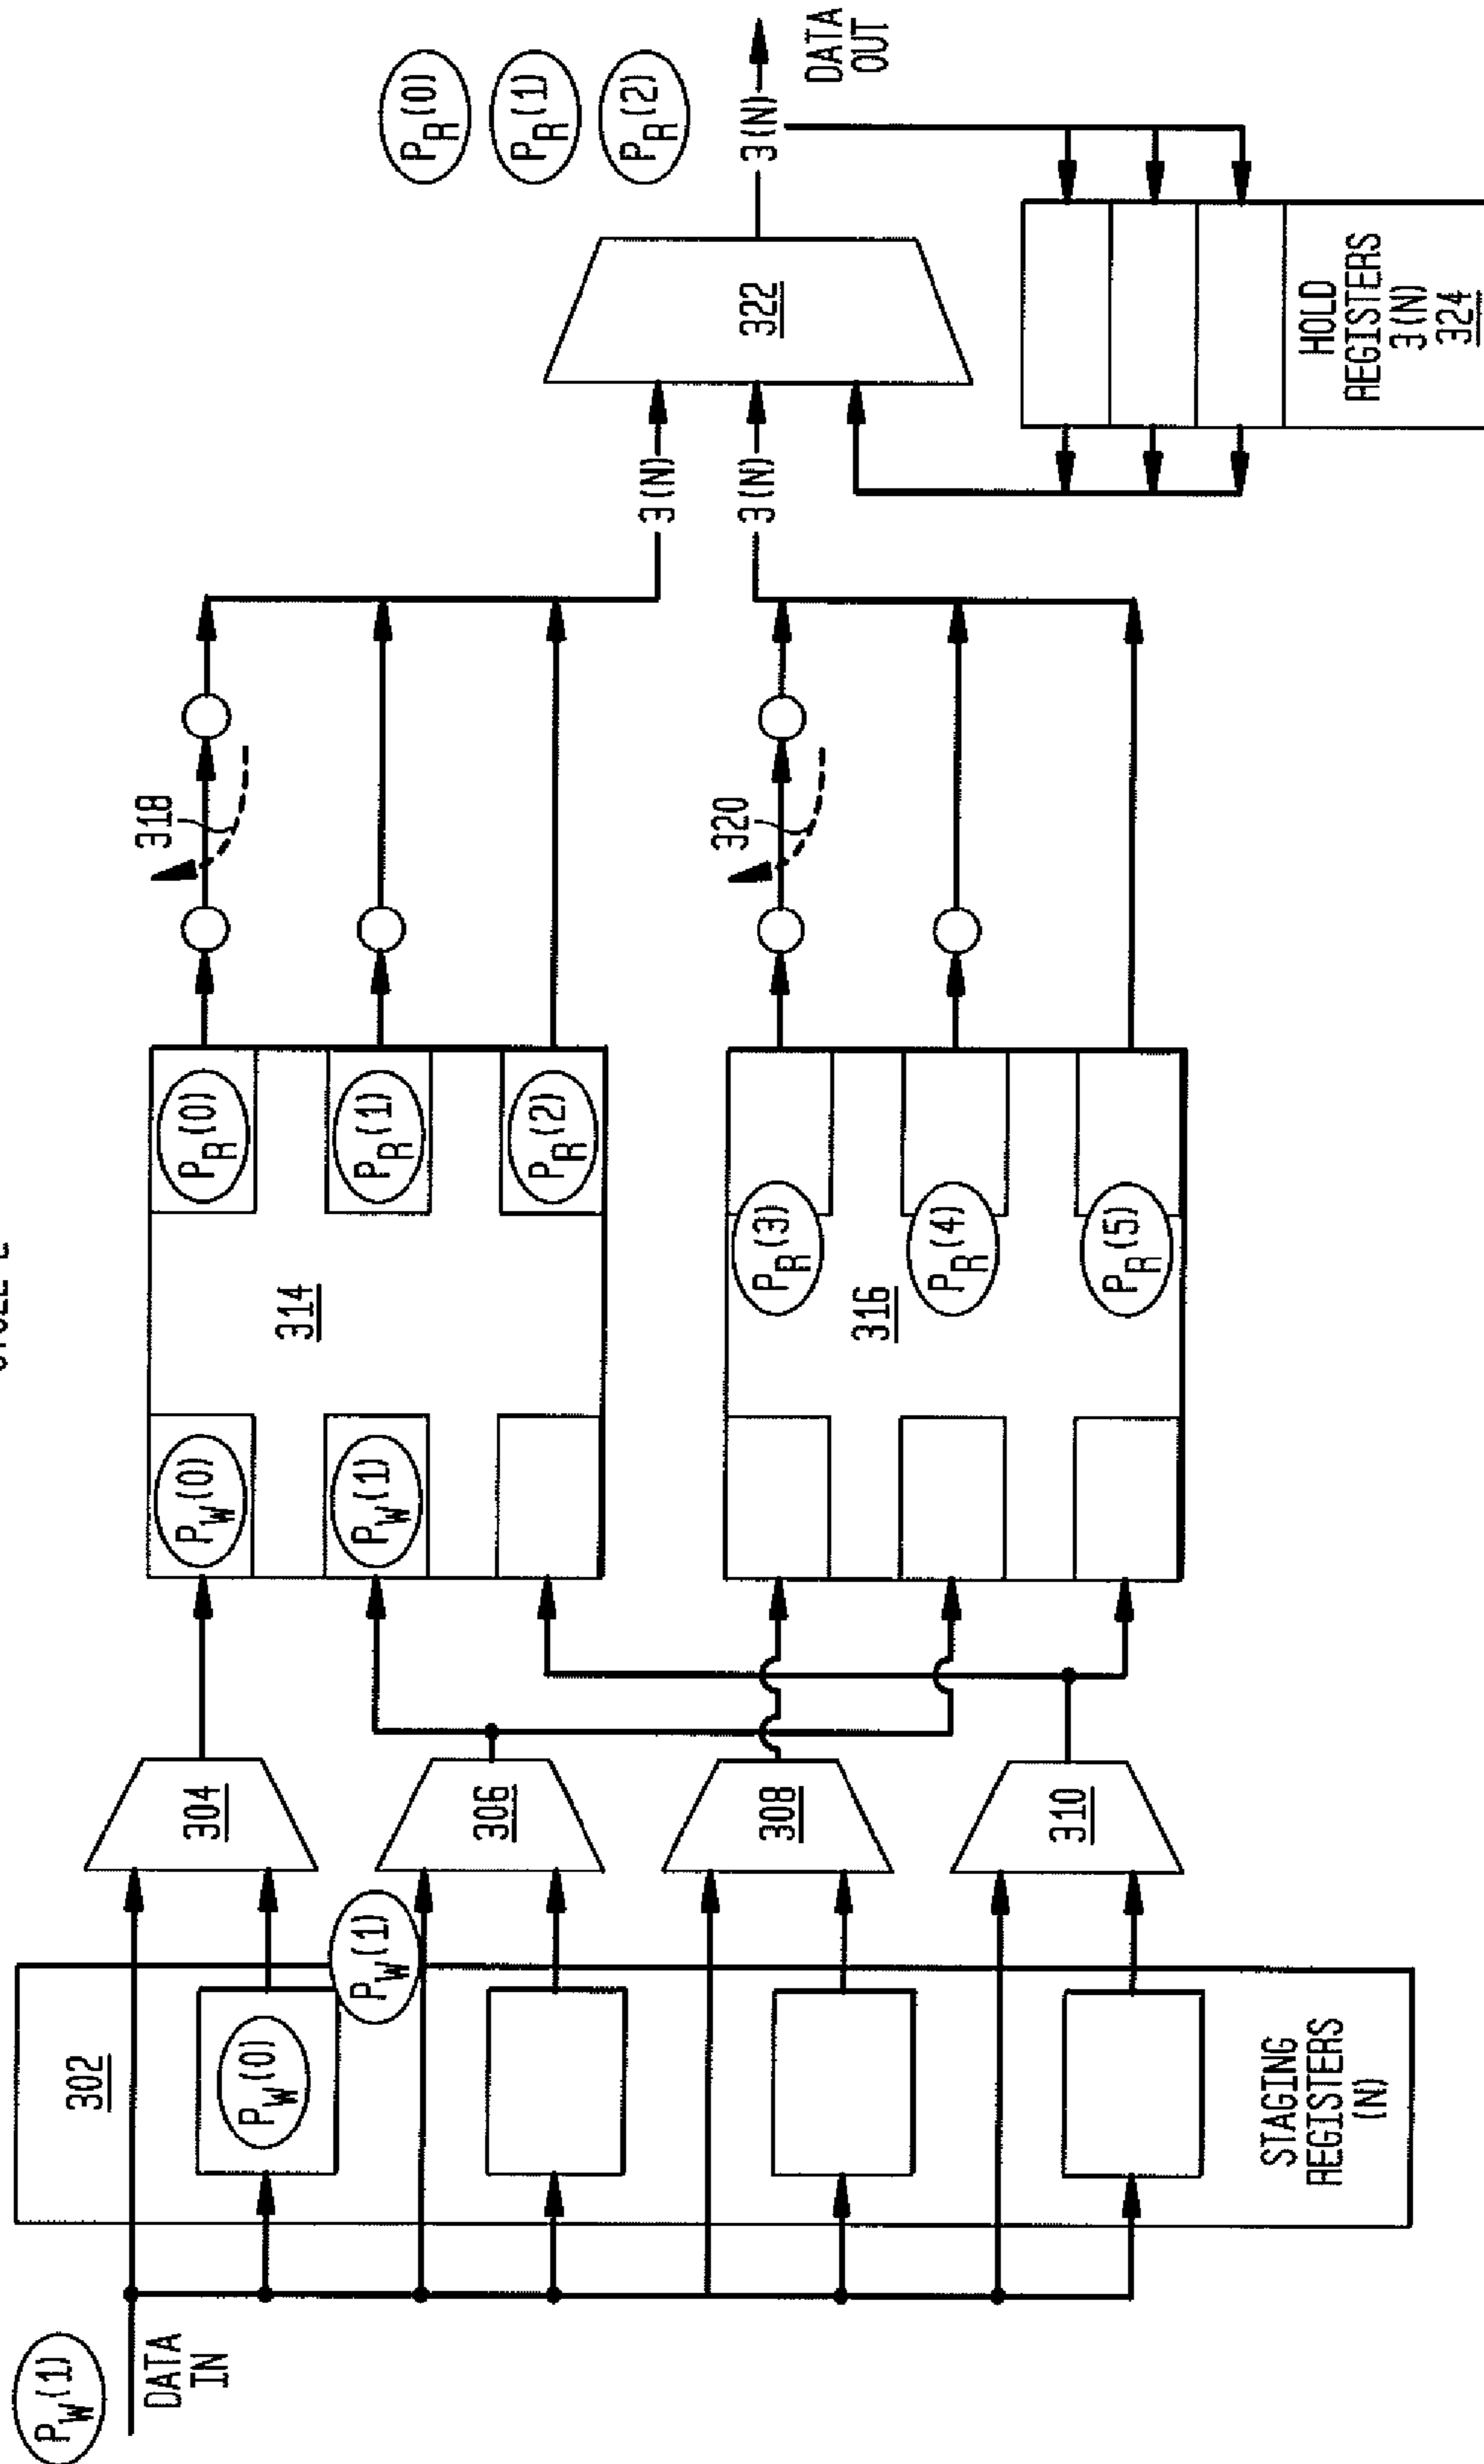 P_W(1)
DATA
IN
302
P_W(0)
P_W(1)
STAGING
REGISTERS
(N)
304
306
308
310
P_W(0)
P_W(1)
314
P_R(0)
P_R(1)
P_R(2)
316
P_R(3)
P_R(4)
P_R(5)
318
320
3(N)
3(N)
322
P_R(0)
P_R(1)
P_R(2)
3(N)
DATA
OUT
HOLD
REGISTERS
3(N)
324